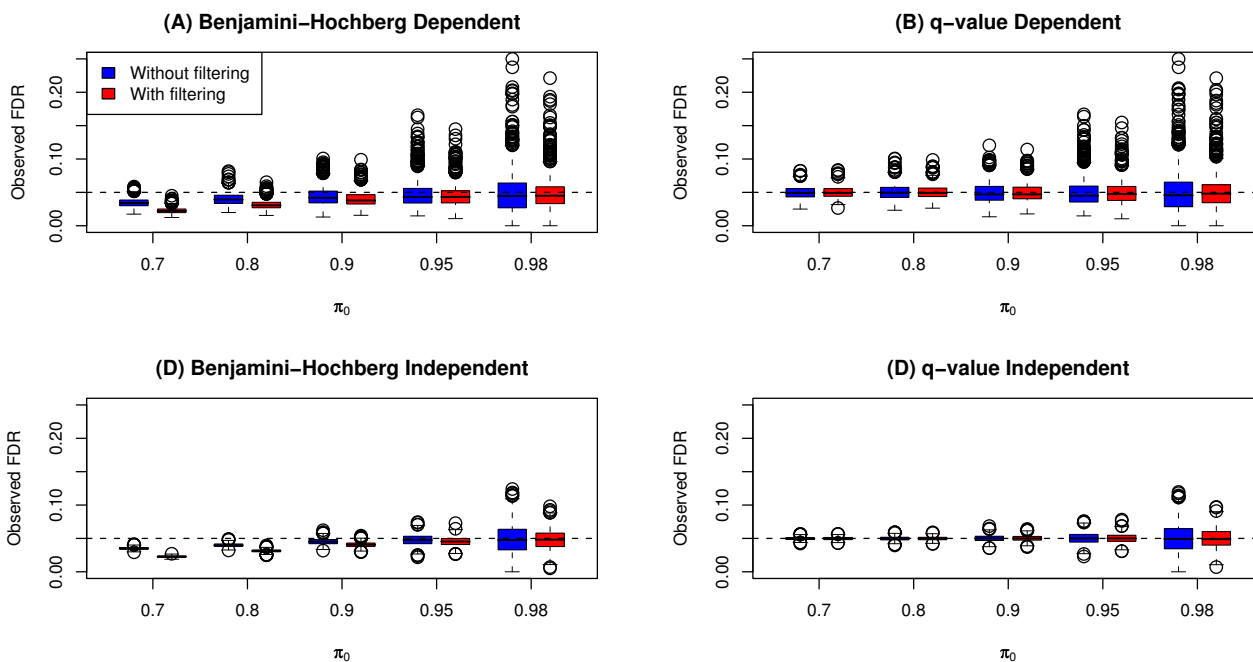 (A) Benjamini−Hochberg Dependent
Without filtering
With filtering
Observed FDR
0.00 0.10 0.20
0.7 0.8 0.9 0.95 0.98
π0
(B) q−value Dependent
Observed FDR
0.00 0.10 0.20
0.7 0.8 0.9 0.95 0.98
π0
(D) Benjamini−Hochberg Independent
Observed FDR
0.00 0.10 0.20
0.7 0.8 0.9 0.95 0.98
π0
(D) q−value Independent
Observed FDR
0.00 0.10 0.20
0.7 0.8 0.9 0.95 0.98
π0